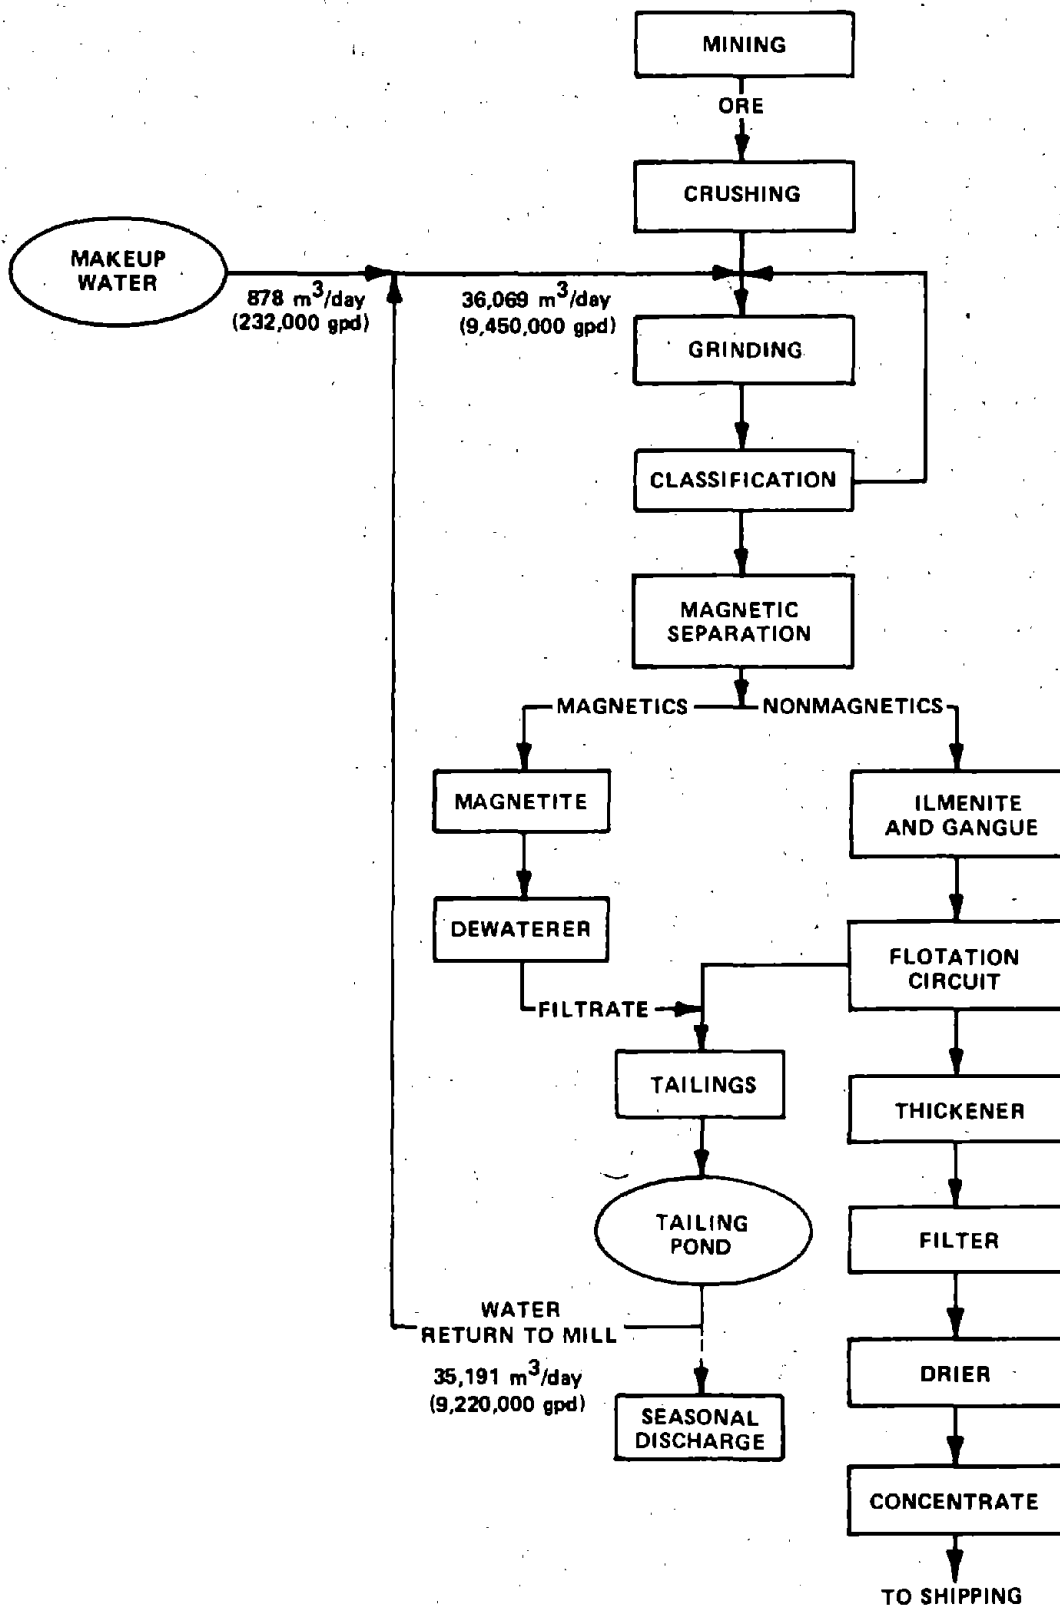 MINING
ORE
CRUSHING
MAKEUP
WATER
878 m³/day
(232,000 gpd)
36,069 m³/day
(9,450,000 gpd)
GRINDING
CLASSIFICATION
MAGNETIC
SEPARATION
MAGNETICS
NONMAGNETICS
MAGNETITE
ILMENITE
AND GANGUE
DEWATERER
FLOTATION
CIRCUIT
FILTRATE
TAILINGS
THICKENER
TAILING
POND
FILTER
WATER
RETURN TO MILL
35,191 m³/day
(9,220,000 gpd)
DRIER
SEASONAL
DISCHARGE
CONCENTRATE
TO SHIPPING